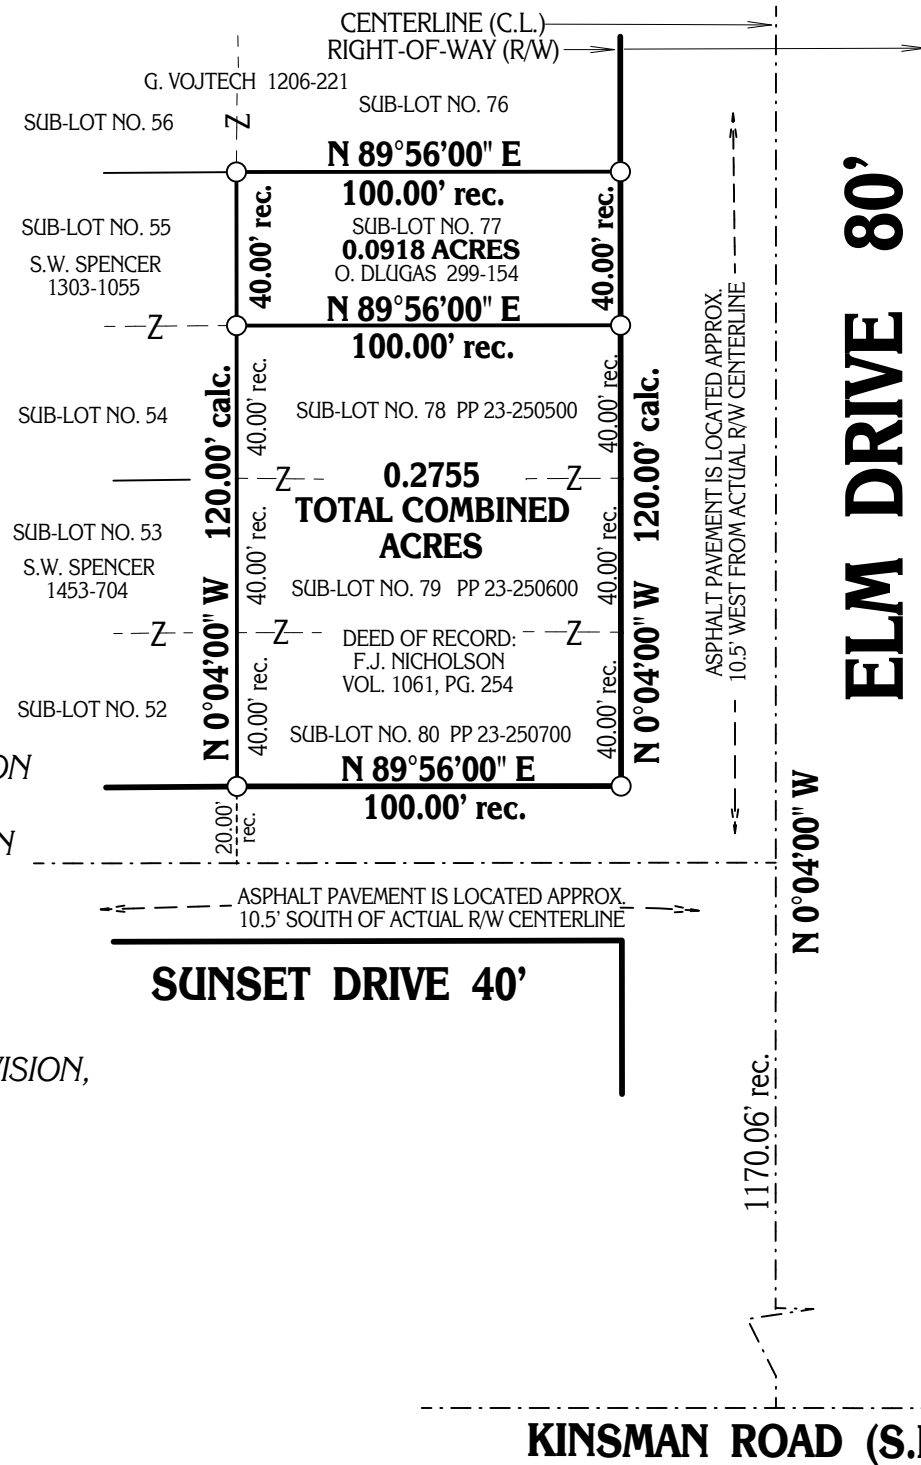 CENTERLINE (C.L.)
RIGHT-OF-WAY (R/W)
G. VOJTECH 1206-221
SUB-LOT NO. 76
SUB-LOT NO. 56
Z
N 89°56'00" E
100.00' rec.
40.00' rec.
40.00' rec.
SUB-LOT NO. 55
S.W. SPENCER
1303-1055
SUB-LOT NO. 77
0.0918 ACRES
O. DLUGAS 299-154
N 89°56'00" E
100.00' rec.
Z
SUB-LOT NO. 54
N 0°04'00" W 120.00' calc.
40.00' rec.
SUB-LOT NO. 78 PP 23-250500
40.00' rec.
N 0°04'00" W 120.00' calc.
Z
Z
0.2755
TOTAL COMBINED
ACRES
SUB-LOT NO. 53
S.W. SPENCER
1453-704
40.00' rec.
SUB-LOT NO. 79 PP 23-250600
40.00' rec.
Z
Z
Z
DEED OF RECORD:
F.J. NICHOLSON
VOL. 1061, PG. 254
SUB-LOT NO. 52
40.00' rec.
SUB-LOT NO. 80 PP 23-250700
40.00' rec.
N 89°56'00" E
100.00' rec.
20.00'
rec.
ASPHALT PAVEMENT IS LOCATED APPROX.
10.5' WEST FROM ACTUAL R/W CENTERLINE
ELM DRIVE 80'
N 0°04'00" W
ON
N
ASPHALT PAVEMENT IS LOCATED APPROX.
10.5' SOUTH OF ACTUAL R/W CENTERLINE
SUNSET DRIVE 40'
VISION,
1170.06' rec.
KINSMAN ROAD (S.